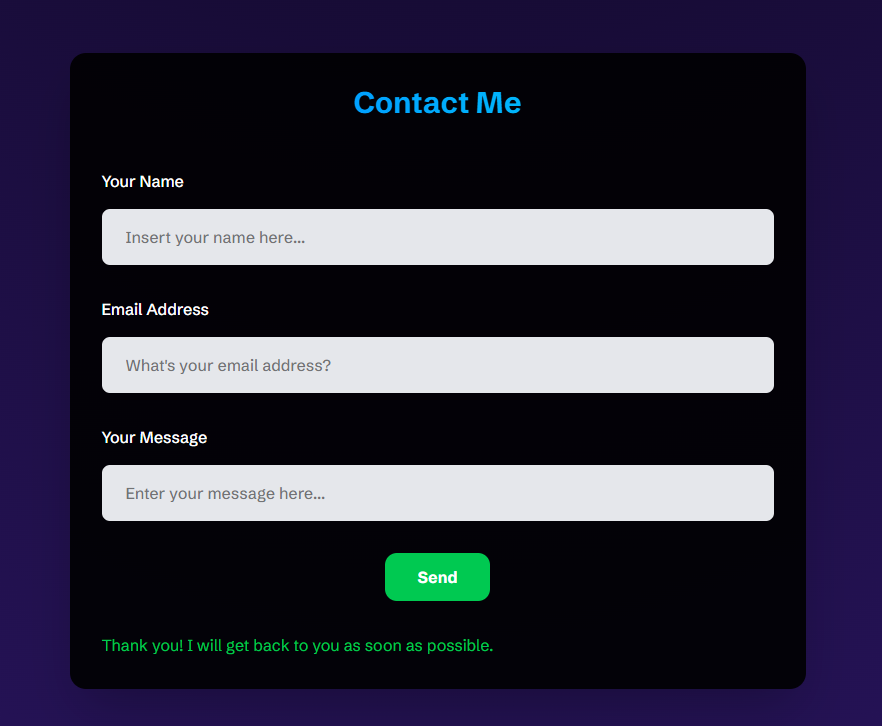 Contact Me
Your Name
Insert your name here...
Email Address
What's your email address?
Your Message
Enter your message here...
Send
Thank you! I will get back to you as soon as possible.